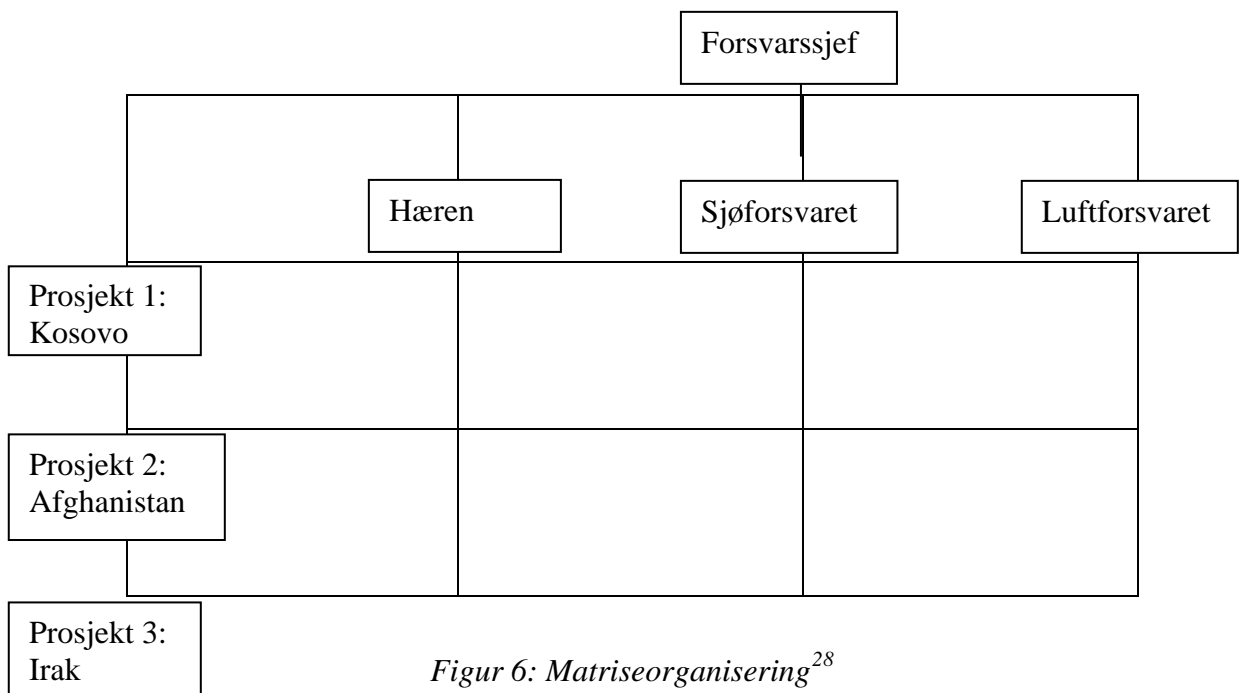 Forsvarssjef
Hæren
Sjøforsvaret
Luftforsvaret
Prosjekt 1:
Kosovo
Prosjekt 2:
Afghanistan
Prosjekt 3:
Irak
Figur 6: Matriseorganisering28